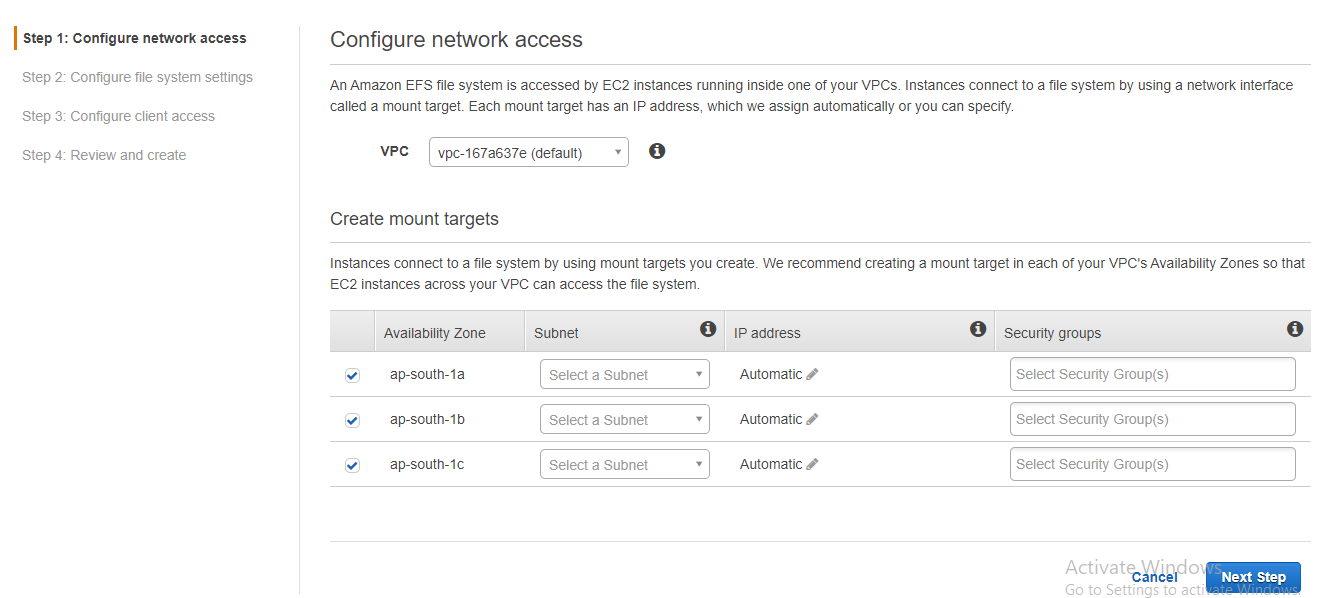 Step 1: Configure network access
Step 2: Configure file system settings
Step 3: Configure client access
Step 4: Review and create
Configure network access
An Amazon EFS file system is accessed by EC2 instances running inside one of your VPCs. Instances connect to a file system by using a network interface
called a mount target. Each mount target has an IP address, which we assign automatically or you can specify.
VPC vpc-167a637e (default)
Create mount targets
Instances connect to a file system by using mount targets you create. We recommend creating a mount target in each of your VPC's Availability Zones so that
EC2 instances across your VPC can access the file system.
Availability Zone Subnet IP address Security groups
ap-south-1a Select a Subnet Automatic Select Security Group(s)
ap-south-1b Select a Subnet Automatic Select Security Group(s)
ap-south-1c Select a Subnet Automatic Select Security Group(s)
Activate Windows
Cancel Next Step
Go to Settings to activate Windows.